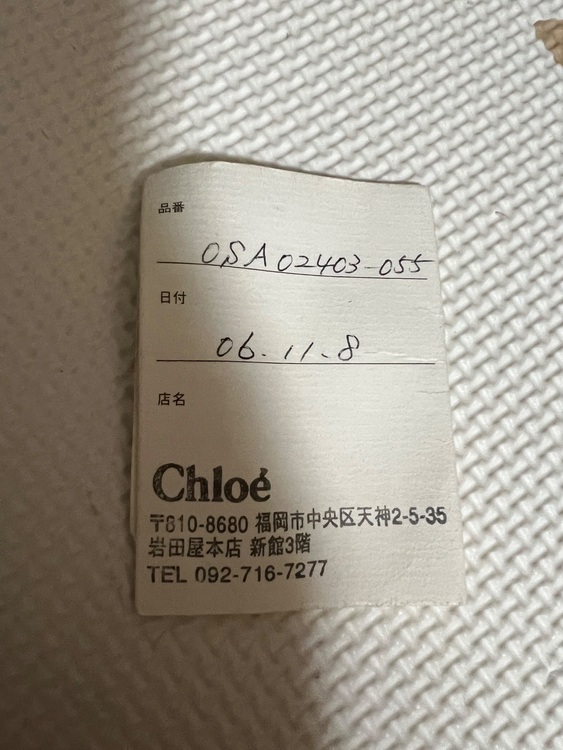 品番
OSA02403-055
日付
06.11.8
店名
Chloé
〒810-8680 福岡市中央区天神2-5-35
岩田屋本店 新館3階
TEL 092-716-7277